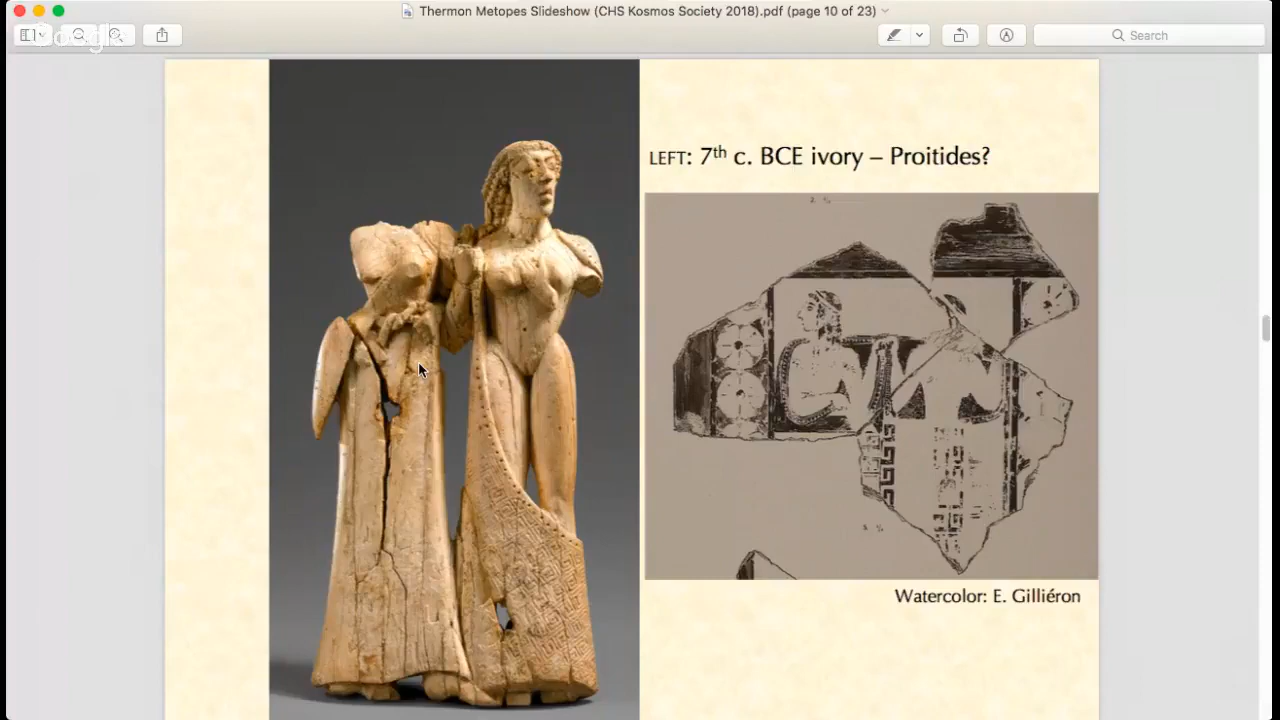 Thermon Metopes Slideshow (CHS Kosmos Society 2018).pdf (page 10 of 23)
Google
Search
LEFT: 7th c. BCE ivory – Proitides?
Watercolor: E. Gilliéron